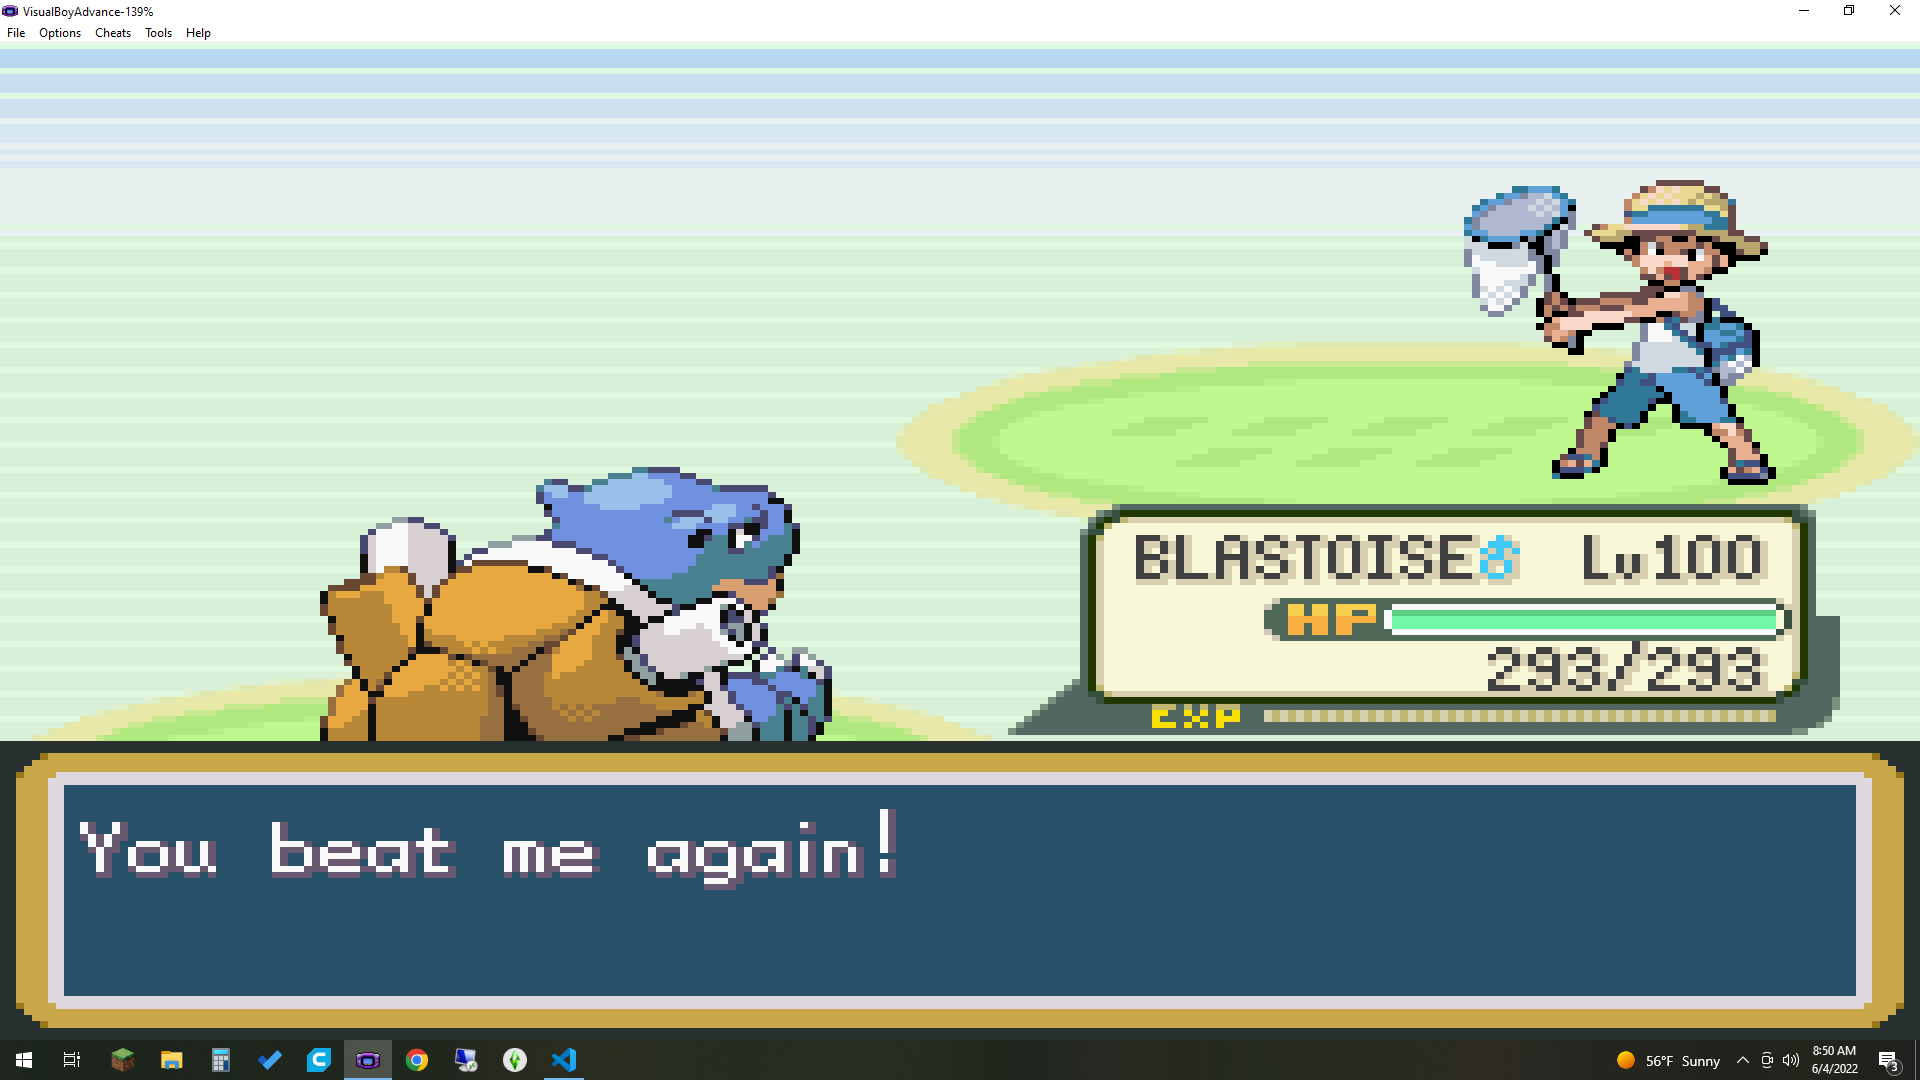 VisualBoyAdvance-139%
File Options Cheats Tools Help
BLASTOISE♂ Lv100
HP
293/293
EXP
You beat me again!
56°F Sunny
8:50 AM
6/4/2022
3